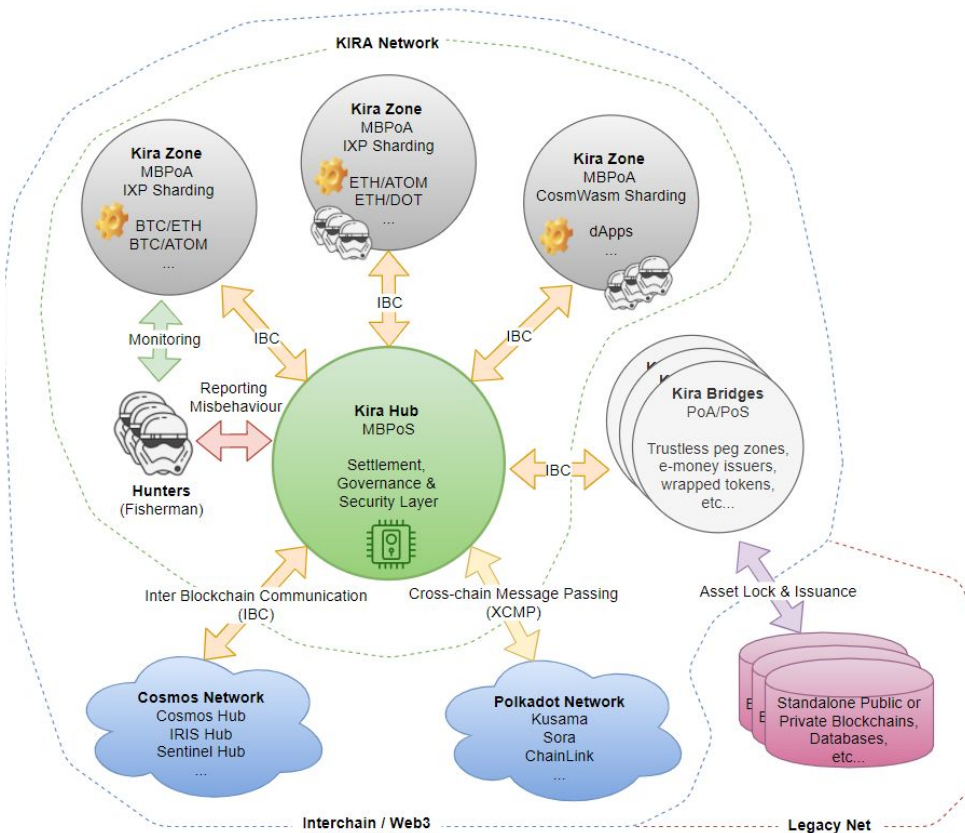 KIRA Network
Kira Zone
MBPoA
IXP Sharding
BTC/ETH
BTC/ATOM
...
Kira Zone
MBPoA
IXP Sharding
ETH/ATOM
ETH/DOT
...
Kira Zone
MBPoA
CosmWasm Sharding
dApps
...
IBC
IBC
IBC
Monitoring
Reporting
Misbehaviour
Hunters
(Fisherman)
Kira Hub
MBPoS
Settlement,
Governance &
Security Layer
IBC
Kira Bridges
PoA/PoS
Trustless peg zones,
e-money issuers,
wrapped tokens,
etc...
Inter Blockchain Communication
(IBC)
Cross-chain Message Passing
(XCMP)
Asset Lock & Issuance
Cosmos Network
Cosmos Hub
IRIS Hub
Sentinel Hub
...
Polkadot Network
Kusama
Sora
ChainLink
...
Standalone Public or
Private Blockchains,
Databases,
etc...
Interchain / Web3
Legacy Net